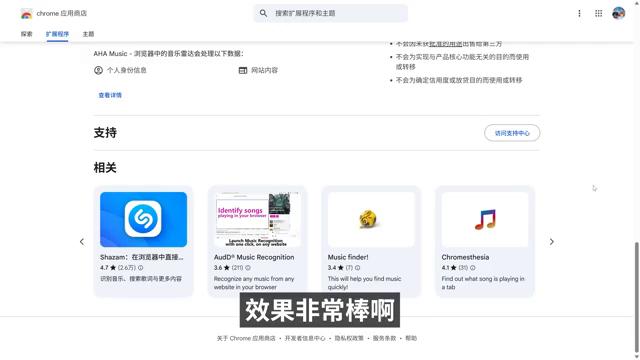 chrome 应用商店
搜索扩展程序和主题
探索
扩展程序
主题
不会因未获批准的用途出售给第三方
AHA Music - 浏览器中的音乐雷达会处理以下数据：
不会为实现与产品核心功能无关的目的而使用
或转移
个人身份信息
网站内容
不会为确定信用度或放贷目的而使用或转移
查看详情
支持
访问支持中心
相关
Identify songs
playing in your browser
Launch Music Recognition
with one click, on any website
Shazam：在浏览器中直接...
4.7 ★ (2.6万)
识别音乐、搜索歌词与更多内容
AudD® Music Recognition
3.6 ★ (211)
Recognize any music from any
website in your browser
Music finder!
3.4 ★ (7)
This will help you find music
quickly!
Chromesthesia
4.1 ★ (31)
Find out what song is playing in
a tab
效果非常棒啊
关于 Chrome 应用商店 • 开发者信息中心 • 隐私权政策 • 服务条款 • 帮助